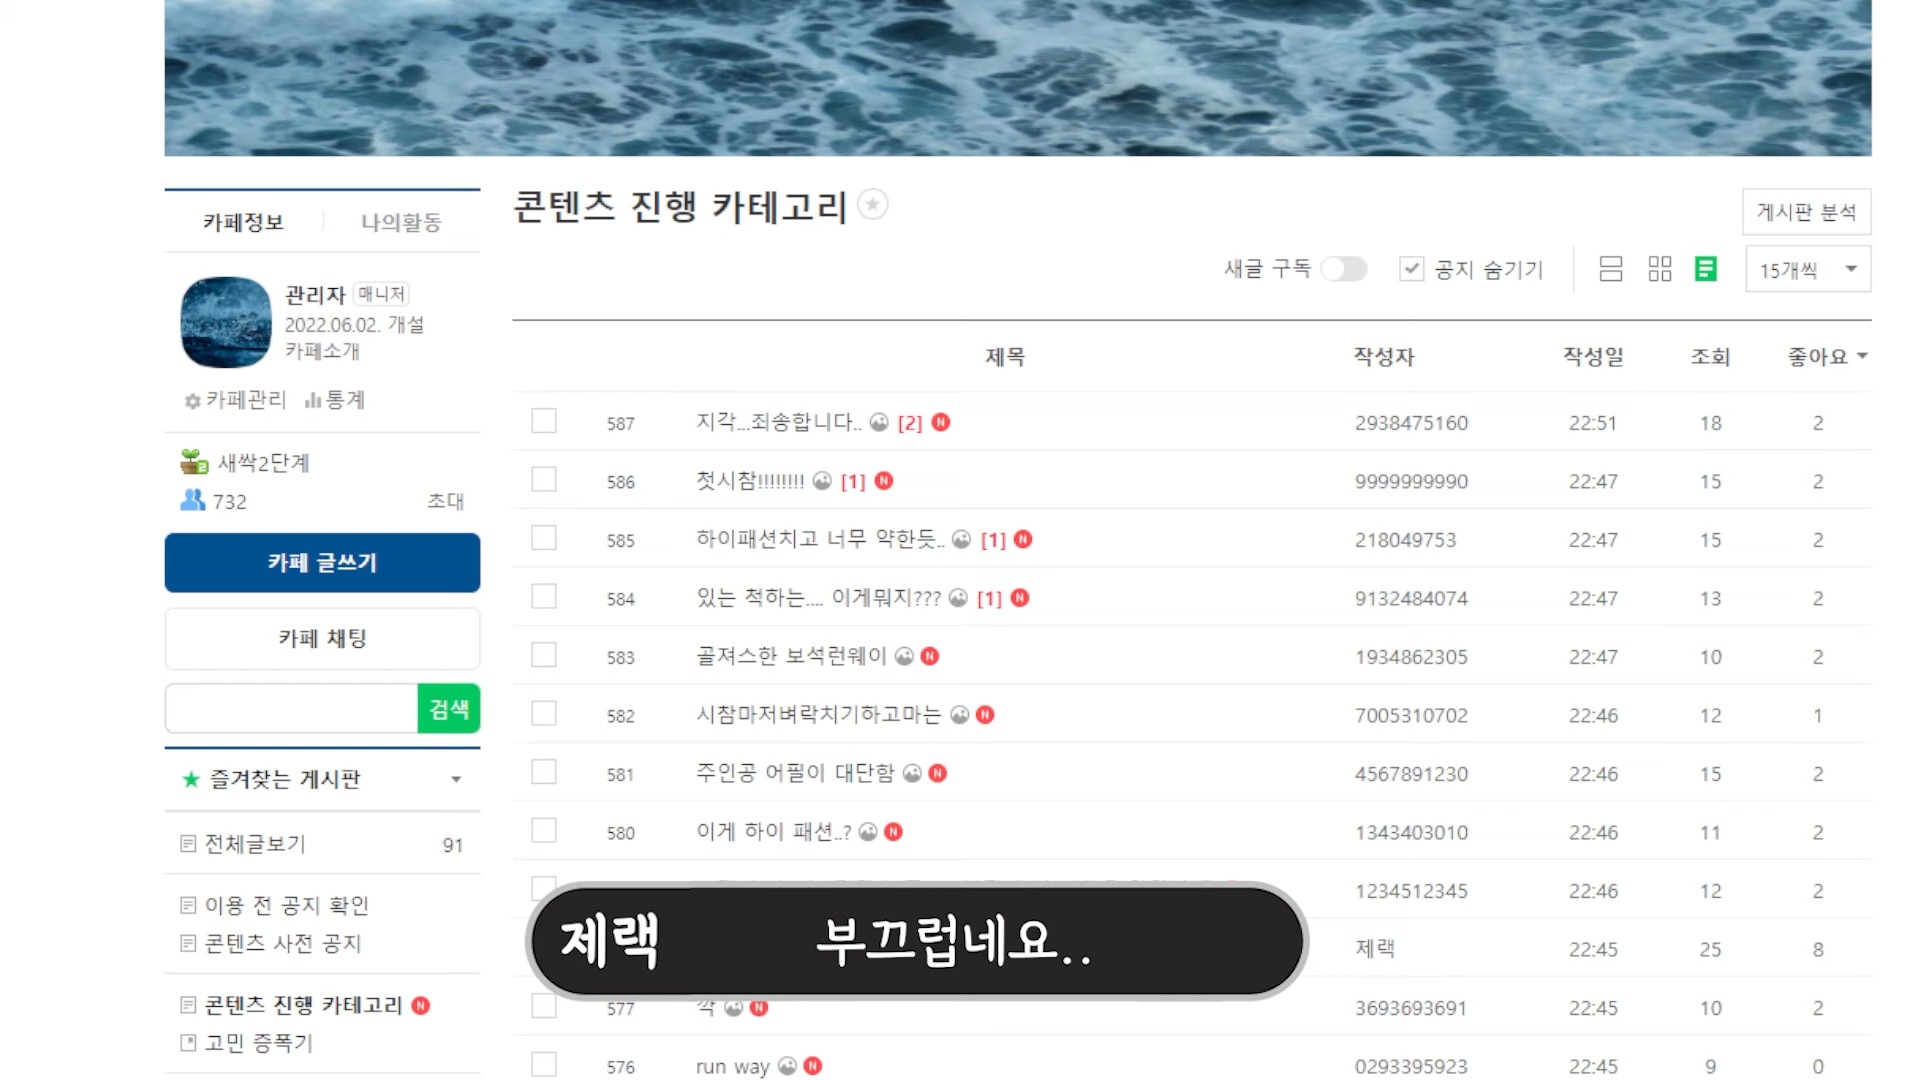 카페정보
나의활동
관리자 매니저
2022.06.02. 개설
카페소개
카페관리 통계
새싹2단계
732 초대
카페 글쓰기
카페 채팅
검색
즐겨찾는 게시판
전체글보기 91
이용 전 공지 확인
콘텐츠 사전 공지
콘텐츠 진행 카테고리 N
고민 증폭기
콘텐츠 진행 카테고리
게시판 분석
새글 구독 공지 숨기기 15개씩
제목 작성자 작성일 조회 좋아요
587 지각...죄송합니다.. [2] N 2938475160 22:51 18 2
586 첫시참!!!!!!!! [1] N 9999999990 22:47 15 2
585 하이패션치고 너무 약한듯.. [1] N 218049753 22:47 15 2
584 있는 척하는.... 이게뭐지??? [1] N 9132484074 22:47 13 2
583 골져스한 보석런웨이 N 1934862305 22:47 10 2
582 시참마저벼락치기하고마는 N 7005310702 22:46 12 1
581 주인공 어필이 대단함 N 4567891230 22:46 15 2
580 이게 하이 패션..? N 1343403010 22:46 11 2
1234512345 22:46 12 2
제랙 22:45 25 8
제랙 부끄럽네요..
577 깍 N 3693693691 22:45 10 2
576 run way N 0293395923 22:45 9 0